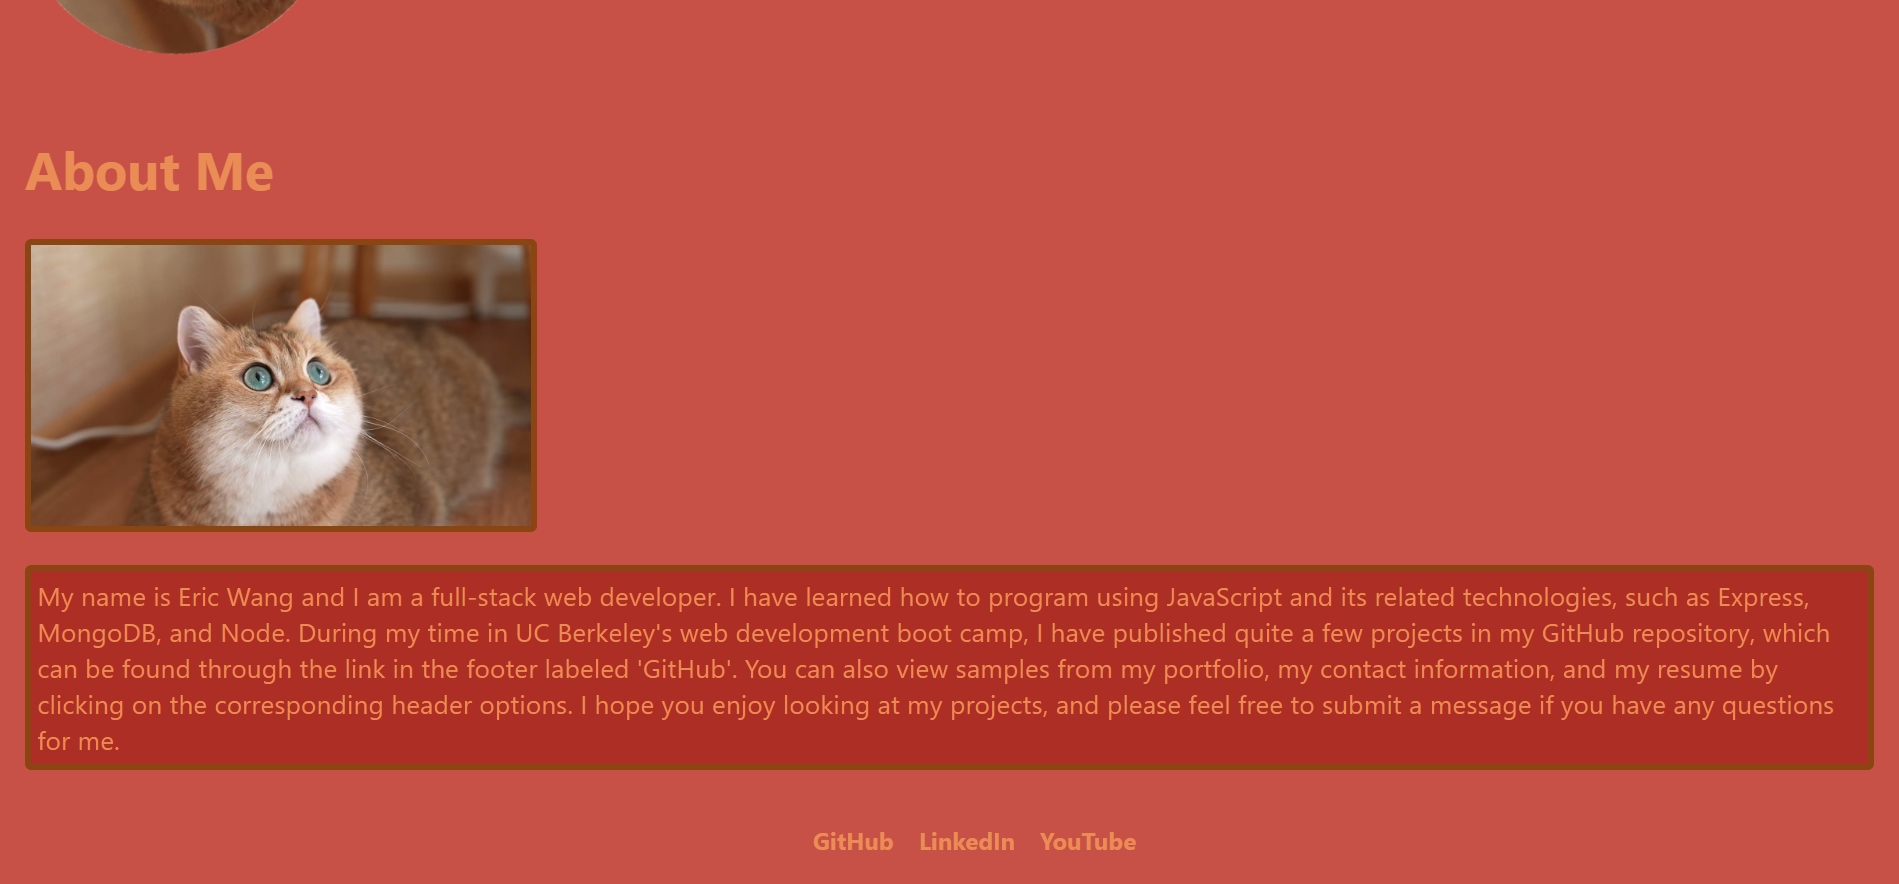 About Me
My name is Eric Wang and I am a full-stack web developer. I have learned how to program using JavaScript and its related technologies, such as Express,
MongoDB, and Node. During my time in UC Berkeley's web development boot camp, I have published quite a few projects in my GitHub repository, which
can be found through the link in the footer labeled 'GitHub'. You can also view samples from my portfolio, my contact information, and my resume by
clicking on the corresponding header options. I hope you enjoy looking at my projects, and please feel free to submit a message if you have any questions
for me.
GitHub LinkedIn YouTube